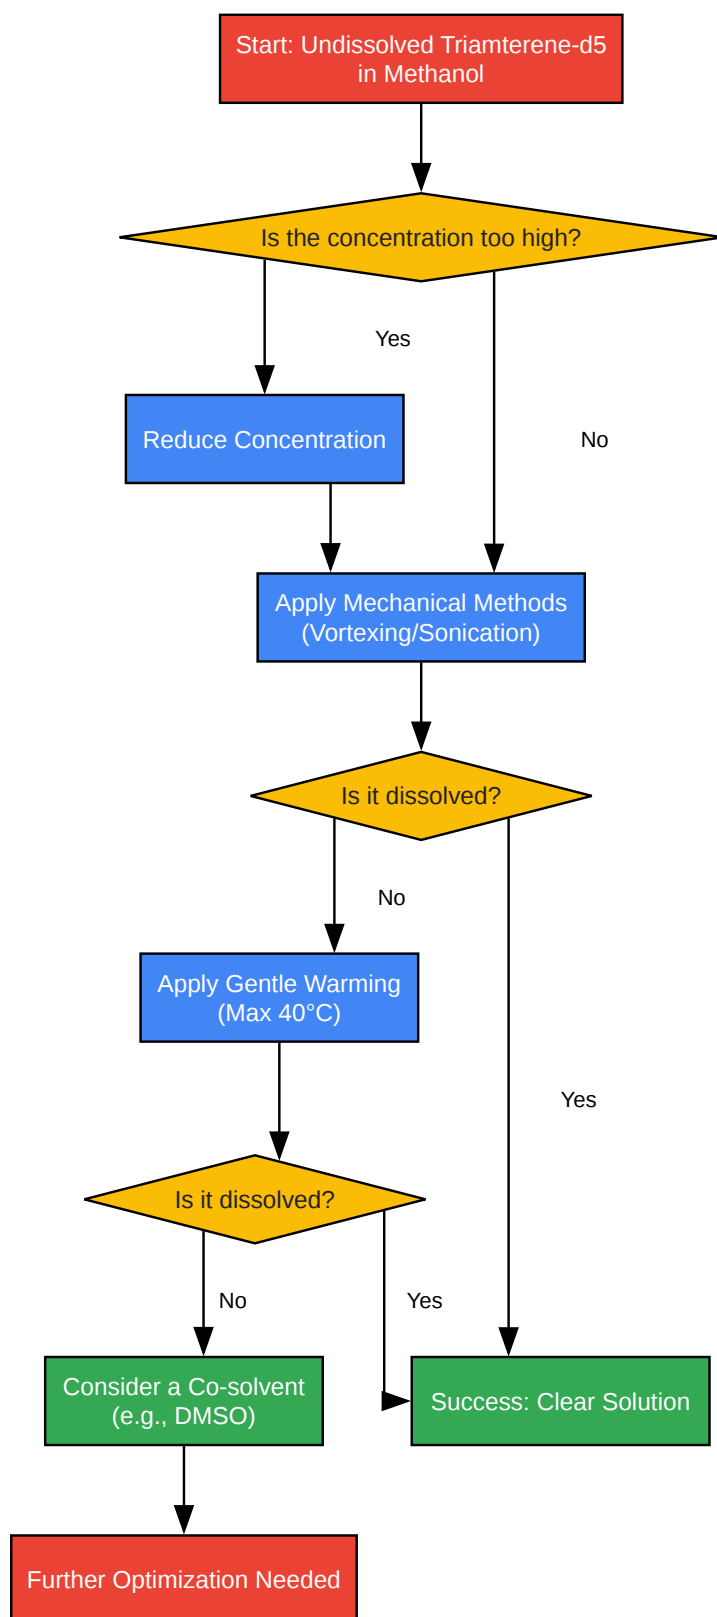 Start: Undissolved Triamterene-d5
in Methanol
Is the concentration too high?
Yes
Reduce Concentration
No
Apply Mechanical Methods
(Vortexing/Sonication)
Is it dissolved?
No
Apply Gentle Warming
(Max 40°C)
Yes
Is it dissolved?
No
Yes
Consider a Co-solvent
(e.g., DMSO)
Success: Clear Solution
Further Optimization Needed